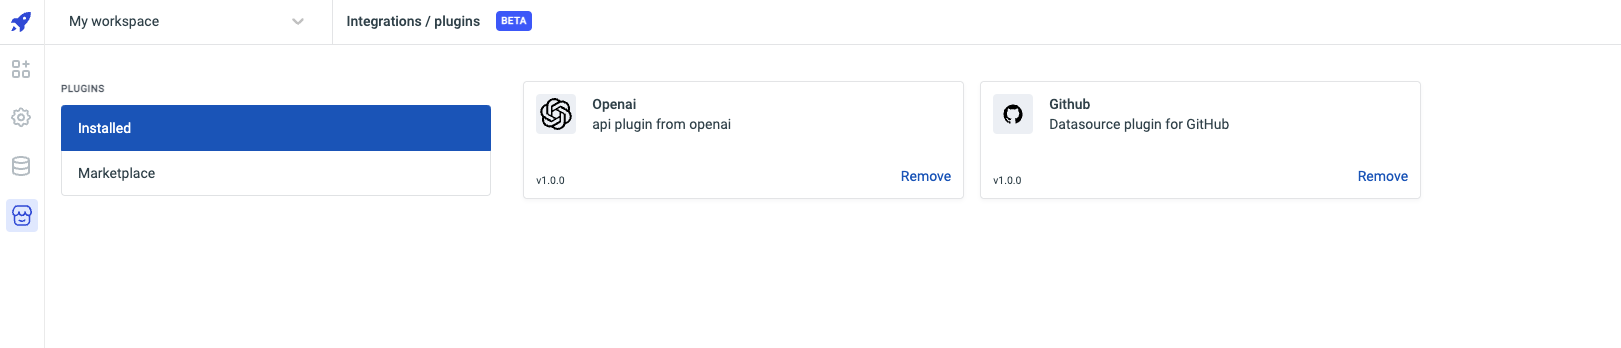 My workspace
Integrations / plugins BETA
PLUGINS
Installed
Marketplace
Openai
api plugin from openai
v1.0.0
Remove
Github
Datasource plugin for GitHub
v1.0.0
Remove